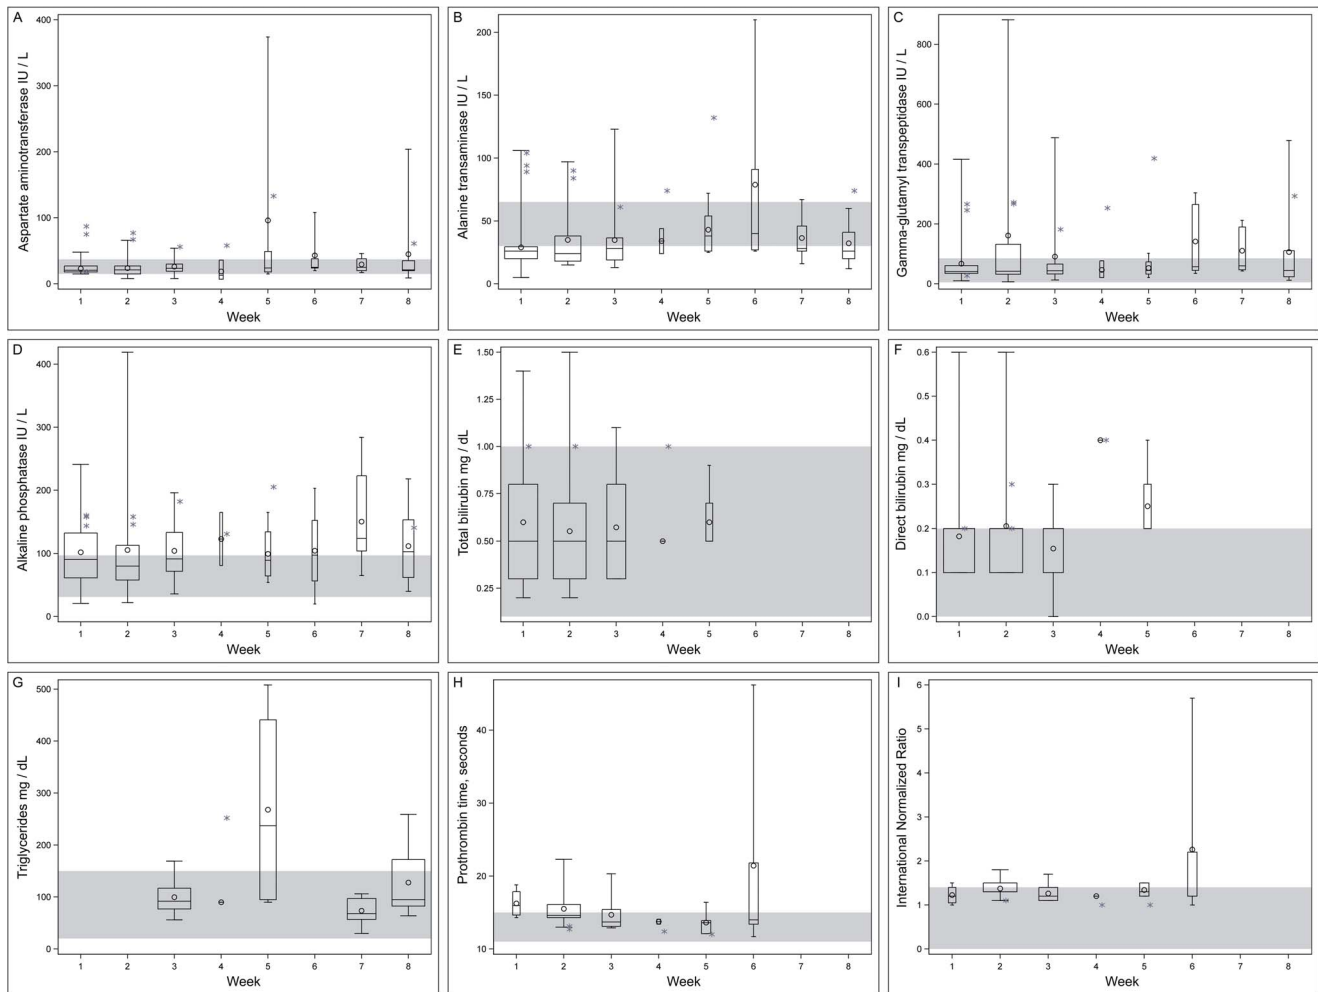 A
Aspartate aminotransferase IU / L
400
300
200
100
0
1 2 3 4 5 6 7 8
Week
B
Alanine transaminase IU / L
200
150
100
50
0
1 2 3 4 5 6 7 8
Week
C
Gamma-glutamyl transpeptidase IU / L
800
600
400
200
0
1 2 3 4 5 6 7 8
Week
D
Alkaline phosphatase IU / L
400
300
200
100
0
1 2 3 4 5 6 7 8
Week
E
Total bilirubin mg / dL
1.50
1.25
1.00
0.75
0.50
0.25
1 2 3 4 5 6 7 8
Week
F
Direct bilirubin mg / dL
0.6
0.5
0.4
0.3
0.2
0.1
0.0
1 2 3 4 5 6 7 8
Week
G
Triglycerides mg / dL
500
400
300
200
100
0
1 2 3 4 5 6 7 8
Week
H
Prothrombin time, seconds
40
30
20
10
1 2 3 4 5 6 7 8
Week
I
International Normalized Ratio
6
5
4
3
2
1
0
1 2 3 4 5 6 7 8
Week